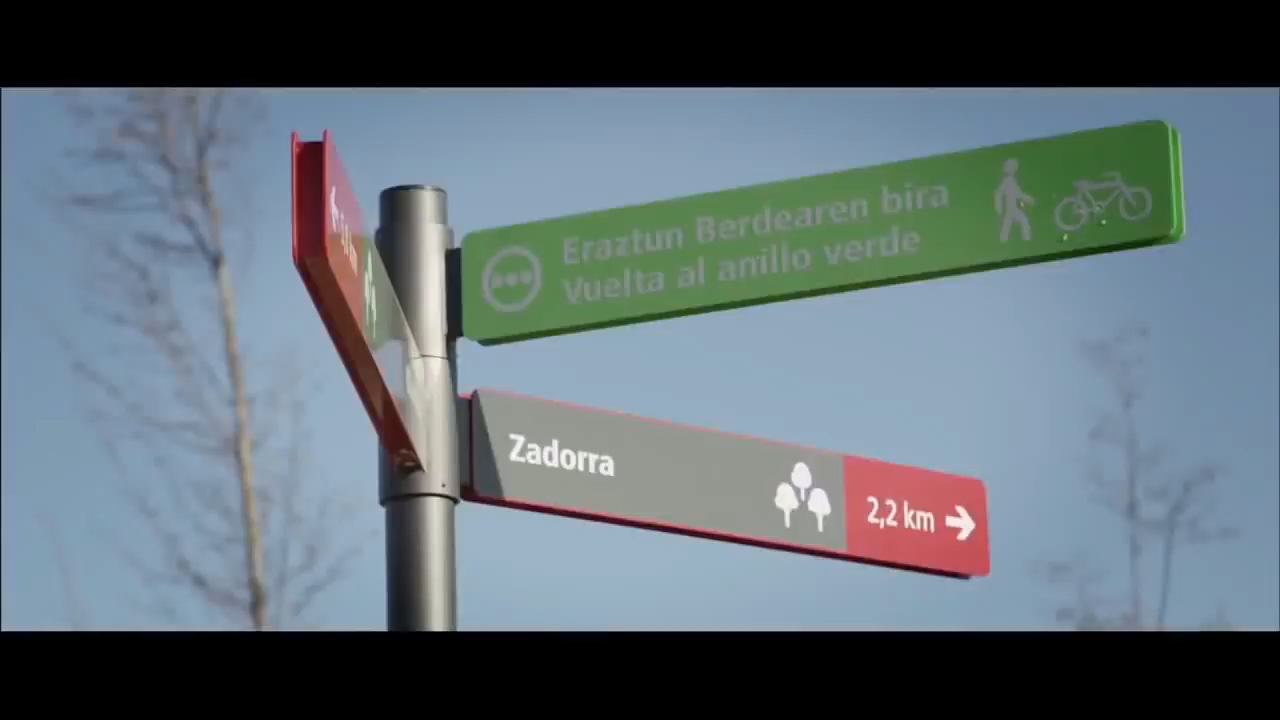 Eraztun Berdearen bira
Vuelta al anillo verde
Zadorra
2,2 km